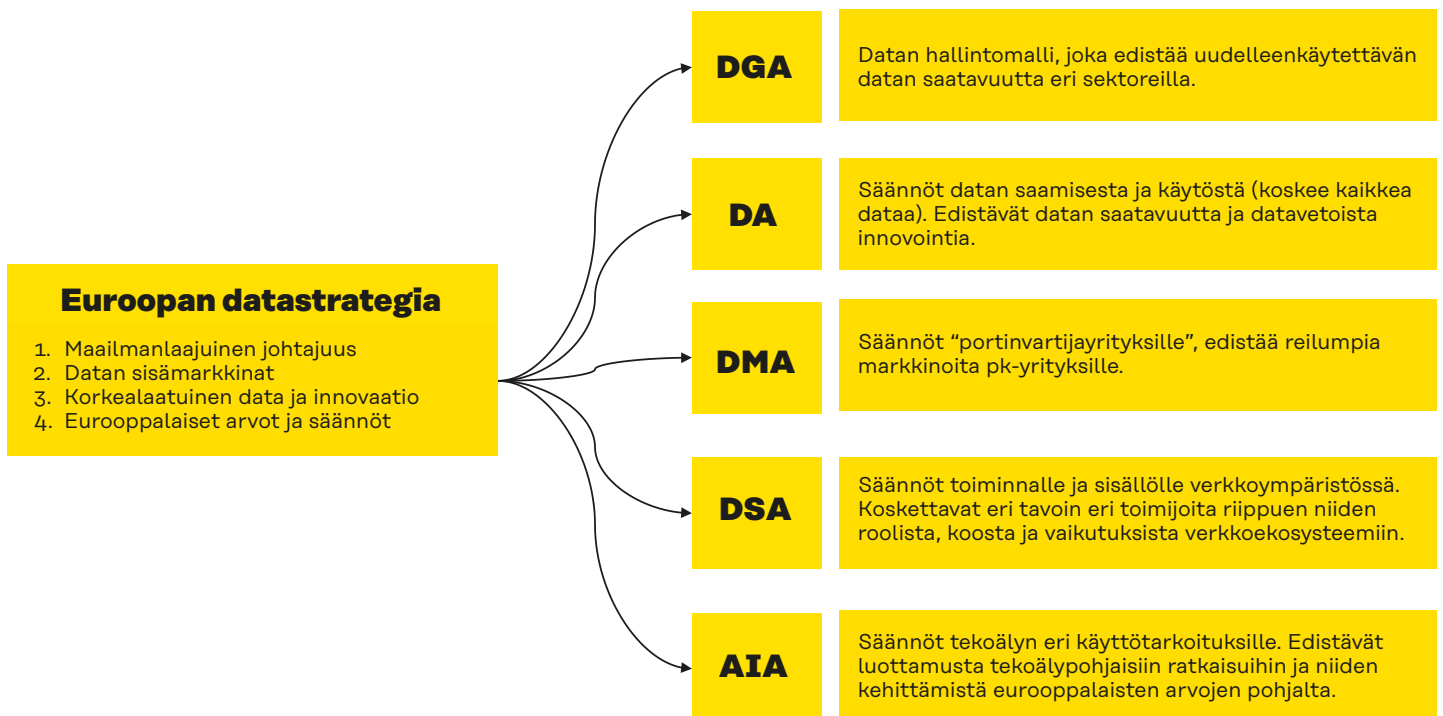 Euroopan datastrategia
1. Maailmanlaajuinen johtajuus
2. Datan sisämarkkinat
3. Korkealaatuinen data ja innovaatio
4. Eurooppalaiset arvot ja säännöt
DGA
Datan hallintomalli, joka edistää uudelleenkäytettävän
datan saatavuutta eri sektoreilla.
DA
Säännöt datan saamisesta ja käytöstä (koskee kaikkea
dataa). Edistävät datan saatavuutta ja datavetoista
innovointia.
DMA
Säännöt “portinvartijayrityksille”, edistää reilumpia
markkinoita pk-yrityksille.
DSA
Säännöt toiminnalle ja sisällölle verkkoympäristössä.
Koskettavat eri tavoin eri toimijoita riippuen niiden
roolista, koosta ja vaikutuksista verkkoekosysteemiin.
AIA
Säännöt tekoälyn eri käyttötarkoituksille. Edistävät
luottamusta tekoälypohjaisiin ratkaisuihin ja niiden
kehittämistä eurooppalaisten arvojen pohjalta.